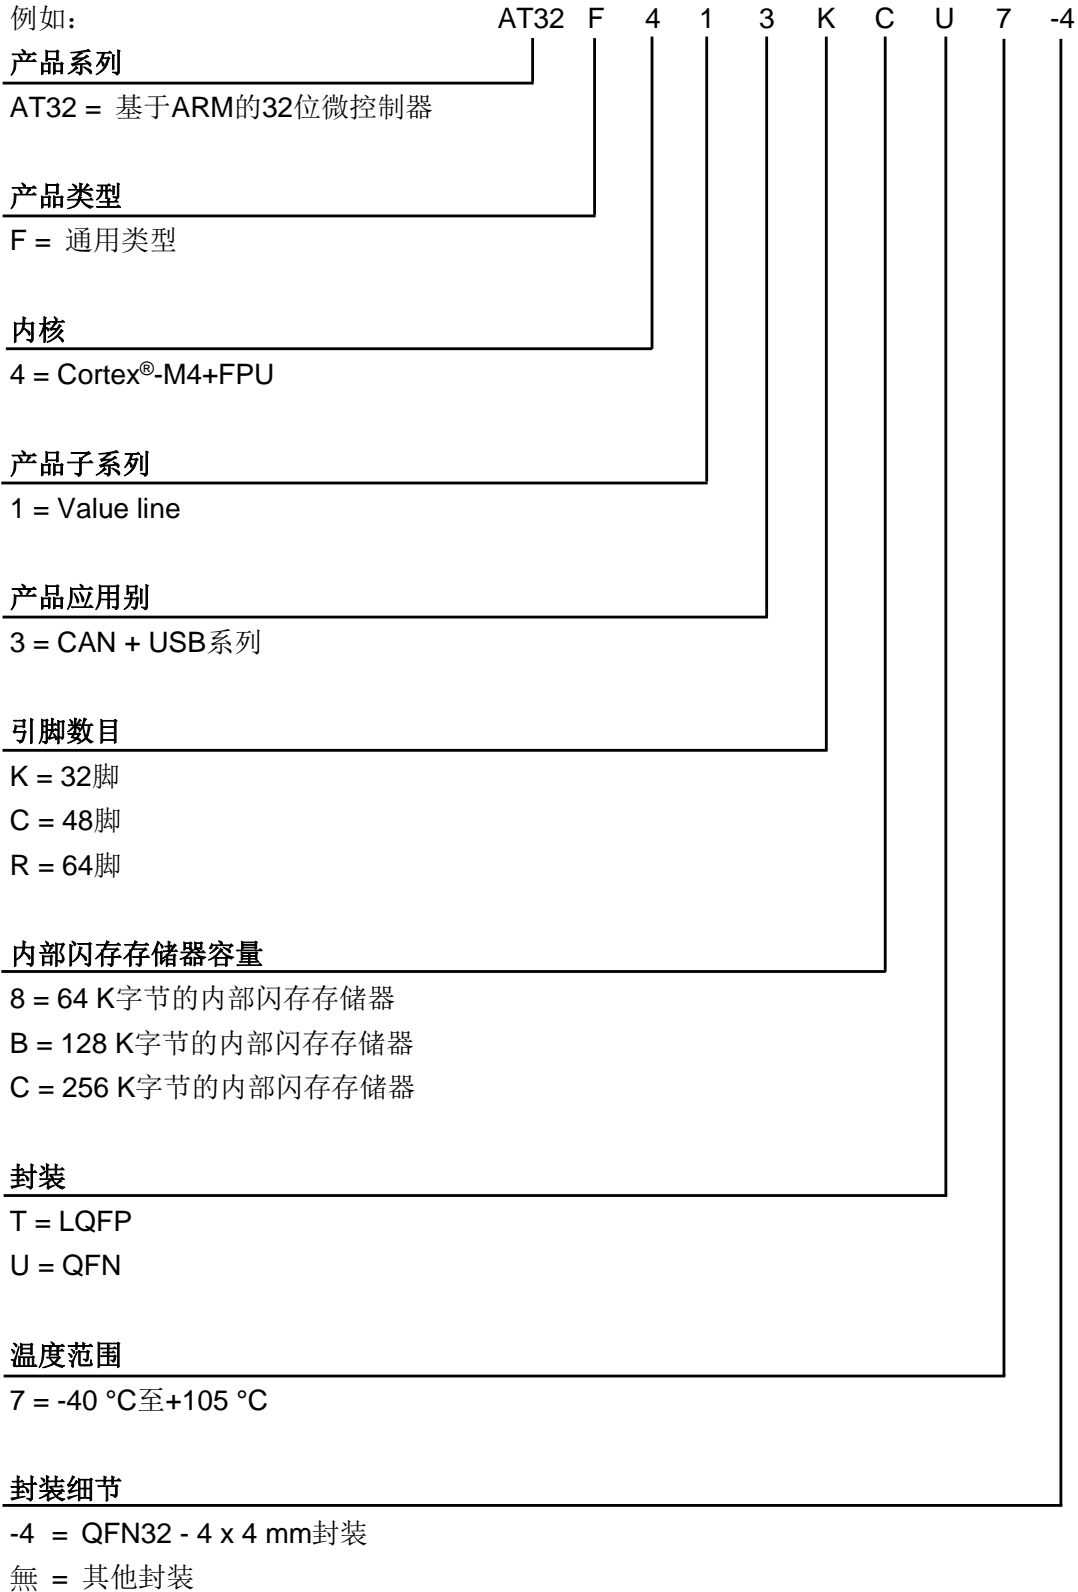 例如： AT32 F 4 1 3 K C U 7 -4
产品系列
AT32 = 基于ARM的32位微控制器
产品类型
F = 通用类型
内核
4 = Cortex®-M4+FPU
产品子系列
1 = Value line
产品应用别
3 = CAN + USB系列
引脚数目
K = 32脚
C = 48脚
R = 64脚
内部闪存存储器容量
8 = 64 K字节的内部闪存存储器
B = 128 K字节的内部闪存存储器
C = 256 K字节的内部闪存存储器
封装
T = LQFP
U = QFN
温度范围
7 = -40 °C至+105 °C
封装细节
-4 = QFN32 - 4 x 4 mm封装
無 = 其他封装